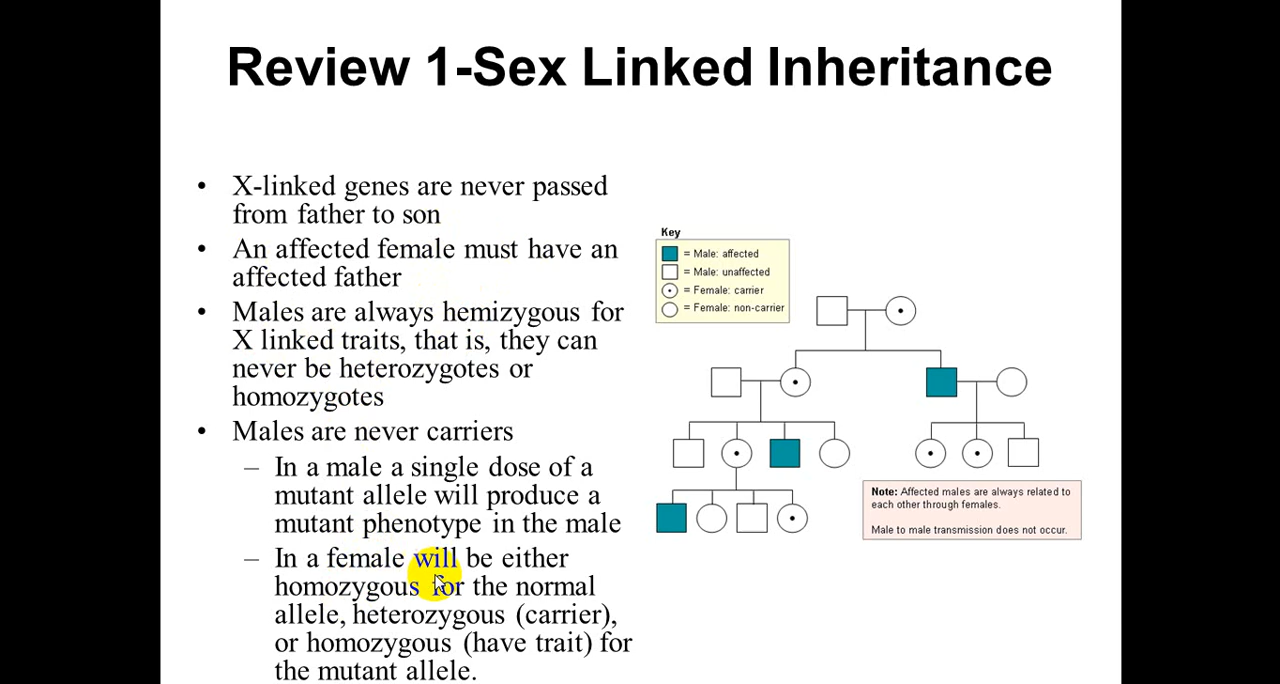 Review 1-Sex Linked Inheritance
• X-linked genes are never passed
from father to son
• An affected female must have an
affected father
• Males are always hemizygous for
X linked traits, that is, they can
never be heterozygotes or
homozygotes
• Males are never carriers
– In a male a single dose of a
mutant allele will produce a
mutant phenotype in the male
– In a female will be either
homozygous for the normal
allele, heterozygous (carrier),
or homozygous (have trait) for
the mutant allele.
Key
= Male: affected
= Male: unaffected
= Female: carrier
= Female: non-carrier
Note: Affected males are always related to
each other through females.
Male to male transmission does not occur.